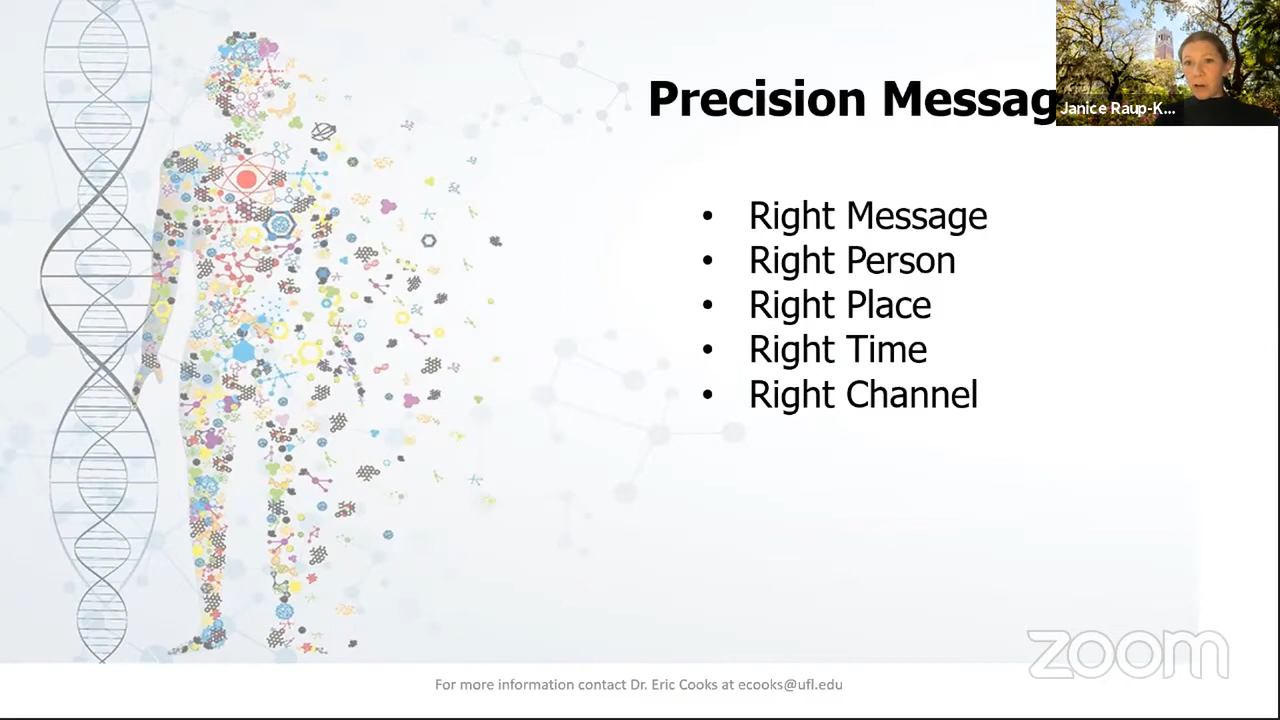 Precision Messag
Janice Raup-K...
• Right Message
• Right Person
• Right Place
• Right Time
• Right Channel
zoom
For more information contact Dr. Eric Cooks at ecooks@ufl.edu